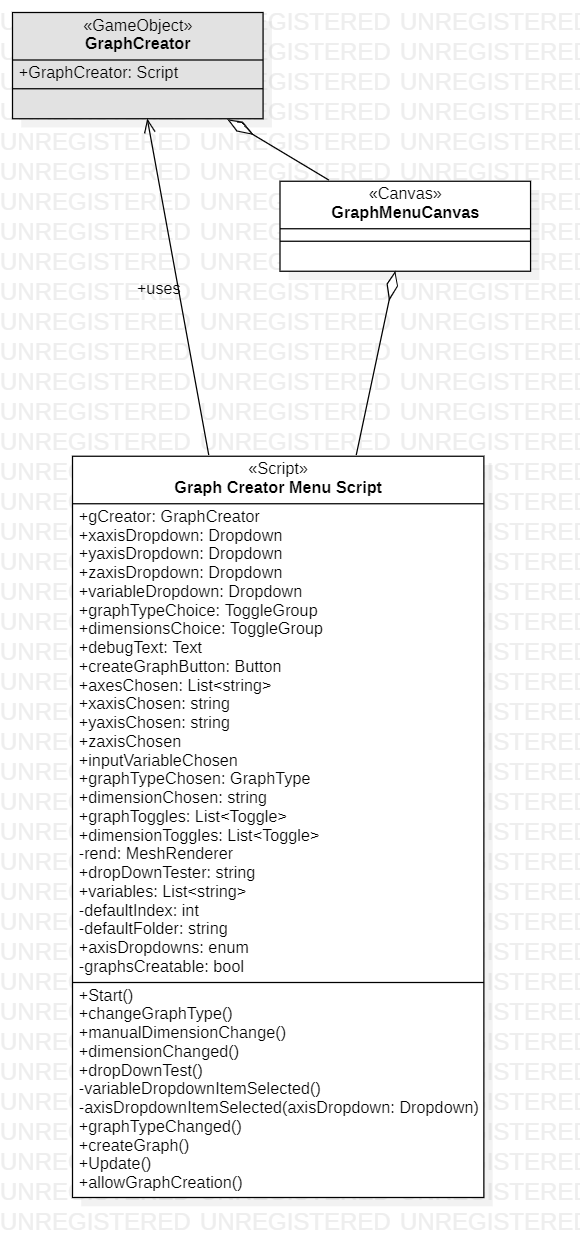 «GameObject»
GraphCreator
+GraphCreator: Script
«Canvas»
GraphMenuCanvas
+uses
«Script»
Graph Creator Menu Script
+gCreator: GraphCreator
+xaxisDropdown: Dropdown
+yaxisDropdown: Dropdown
+zaxisDropdown: Dropdown
+variableDropdown: Dropdown
+graphTypeChoice: ToggleGroup
+dimensionsChoice: ToggleGroup
+debugText: Text
+createGraphButton: Button
+axesChosen: List<string>
+xaxisChosen: string
+yaxisChosen: string
+zaxisChosen
+inputVariableChosen
+graphTypeChosen: GraphType
+dimensionChosen: string
+graphToggles: List<Toggle>
+dimensionToggles: List<Toggle>
-rend: MeshRenderer
+dropDownTester: string
+variables: List<string>
-defaultIndex: int
-defaultFolder: string
+axisDropdowns: enum
-graphsCreatable: bool
+Start()
+changeGraphType()
+manualDimensionChange()
+dimensionChanged()
+dropDownTest()
-variableDropdownItemSelected()
-axisDropdownItemSelected(axisDropdown: Dropdown)
+graphTypeChanged()
+createGraph()
+Update()
+allowGraphCreation()
UNREGISTERED